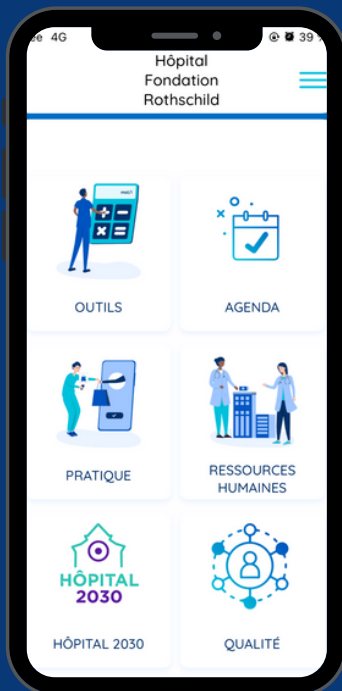 4G
39
Hôpital
Fondation
Rothschild
OUTILS
AGENDA
PRATIQUE
RESSOURCES
HUMAINES
HÔPITAL
2030
HÔPITAL 2030
QUALITÉ